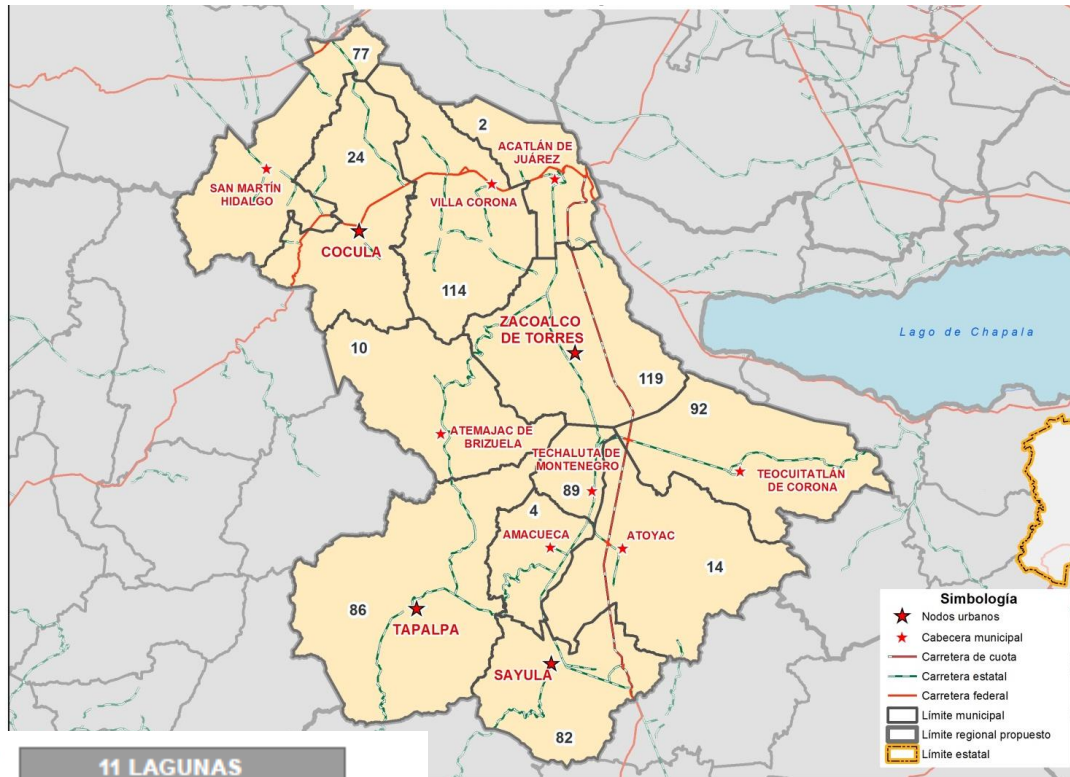 77
2
24
ACATLÁN DE
JUÁREZ
SAN MARTÍN
HIDALGO
VILLA CORONA
COCULA
114
10
ZACOALCO
DE TORRES
Lago de Chapala
119
92
ATEMAJAC DE
BRIZUELA
TECHALUTA DE
MONTENEGRO
TEOCUITATLÁN
DE CORONA
89
4
AMACUECA
ATOYAC
14
86
TAPALPA
SAYULA
82
Simbología
Nodos urbanos
Cabecera municipal
Carretera de cuota
Carretera estatal
Carretera federal
Límite municipal
Límite regional propuesto
Límite estatal
11 LAGUNAS